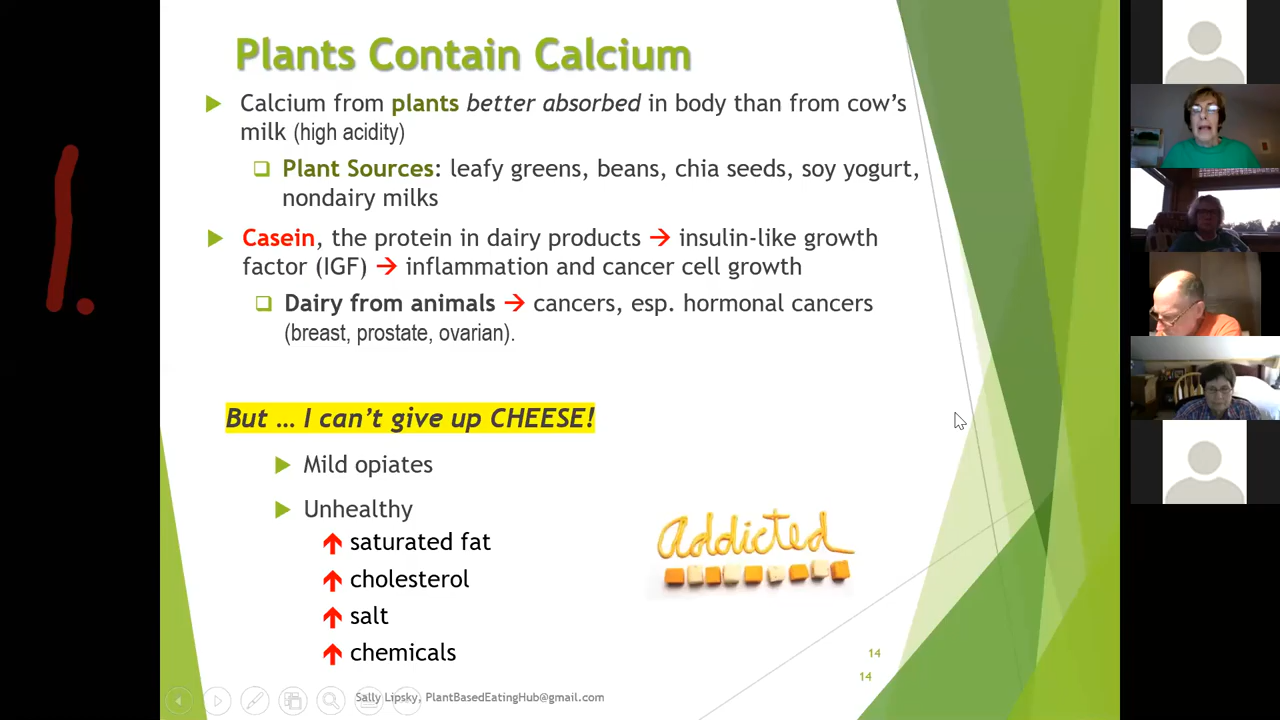 1.
Plants Contain Calcium
Calcium from plants better absorbed in body than from cow's
milk (high acidity)
Plant Sources: leafy greens, beans, chia seeds, soy yogurt,
nondairy milks
Casein, the protein in dairy products → insulin-like growth
factor (IGF) → inflammation and cancer cell growth
Dairy from animals → cancers, esp. hormonal cancers
(breast, prostate, ovarian).
But … I can't give up CHEESE!
Mild opiates
Unhealthy
saturated fat
cholesterol
salt
chemicals
Addicted
14
14
Sally Lipsky, PlantBasedEatingHub@gmail.com